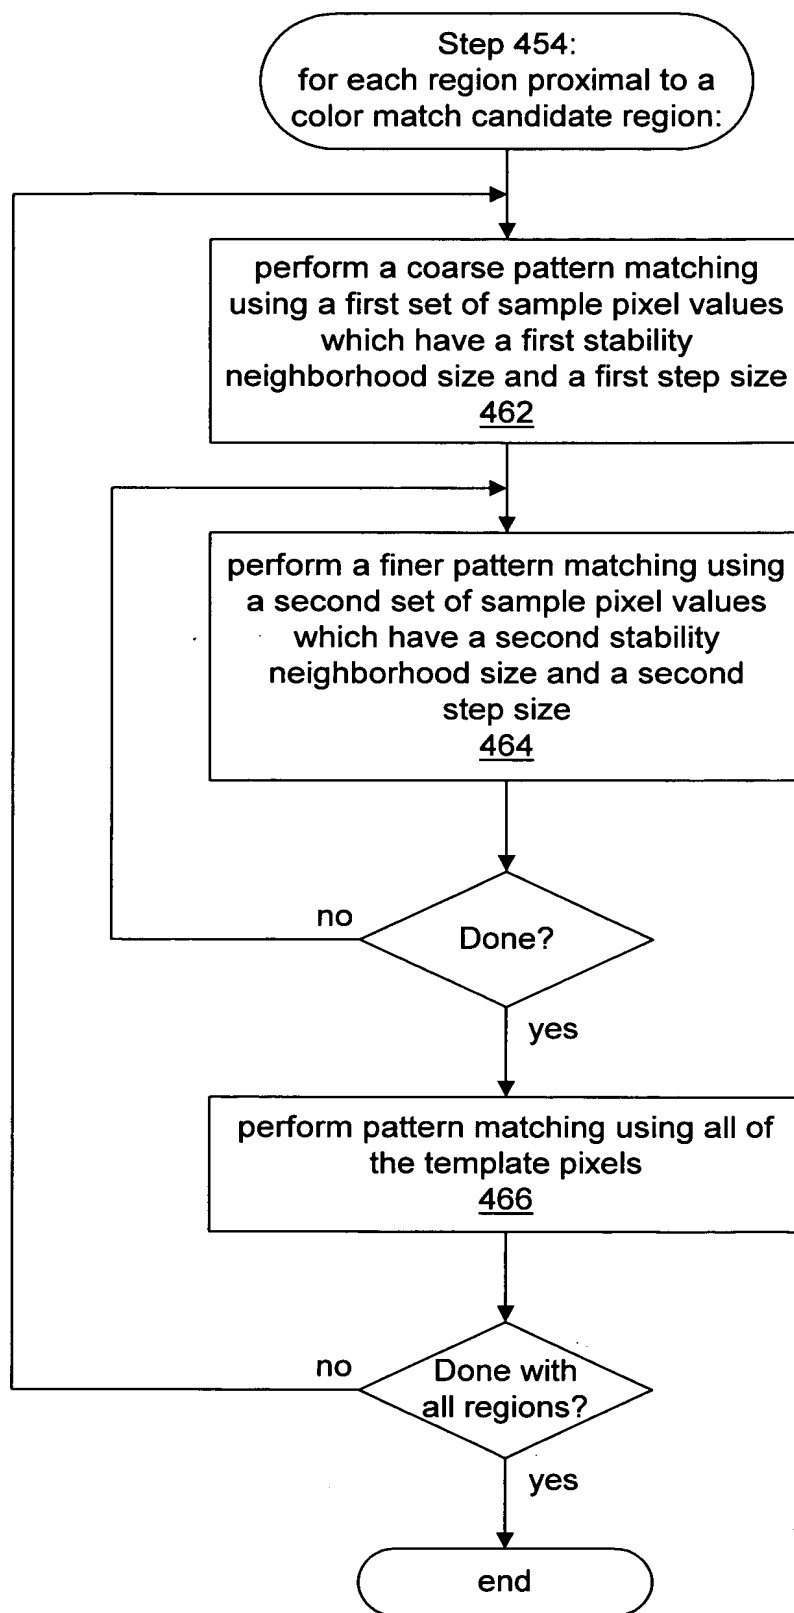 Step 454:
for each region proximal to a
color match candidate region:
perform a coarse pattern matching
using a first set of sample pixel values
which have a first stability
neighborhood size and a first step size
462
perform a finer pattern matching using
a second set of sample pixel values
which have a second stability
neighborhood size and a second
step size
464
no
Done?
yes
perform pattern matching using all of
the template pixels
466
no
Done with
all regions?
yes
end